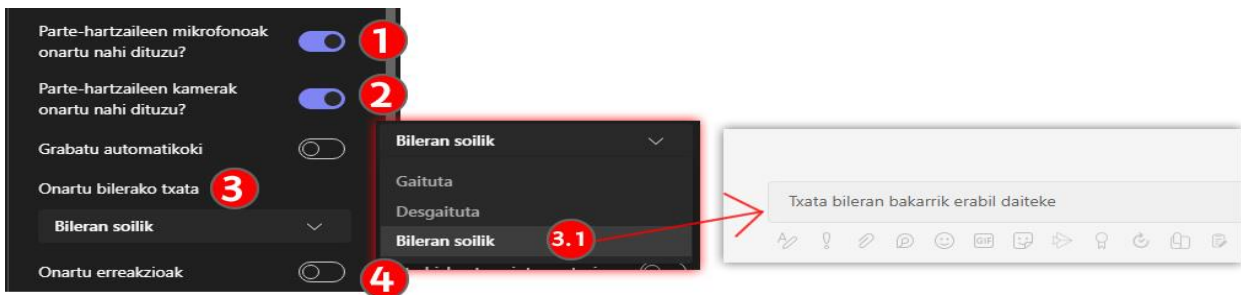 Parte-hartzaileen mikrofonoak
onartu nahi dituzu?
1
Parte-hartzaileen kamerak
onartu nahi dituzu?
2
Grabatu automatikoki
Onartu bilerako txata
3
Bileran soilik
Onartu erreakzioak
4
Bileran soilik
Gaituta
Desgaituta
Bileran soilik
3.1
Txata bileran bakarrik erabil daiteke
GIF